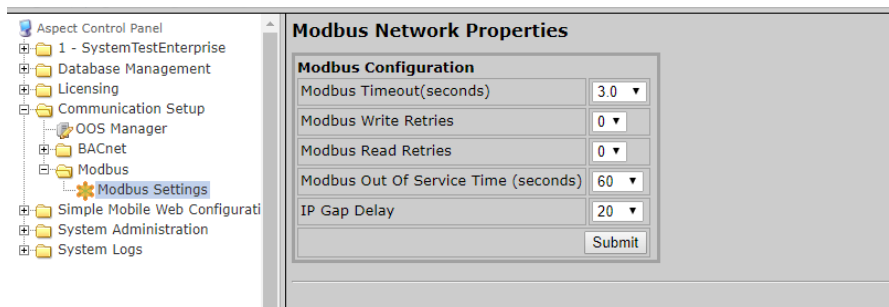 Aspect Control Panel
1 - SystemTestEnterprise
Database Management
Licensing
Communication Setup
OOS Manager
BACnet
Modbus
Modbus Settings
Simple Mobile Web Configurati
System Administration
System Logs
Modbus Network Properties
Modbus Configuration
Modbus Timeout(seconds) 3.0
Modbus Write Retries 0
Modbus Read Retries 0
Modbus Out Of Service Time (seconds) 60
IP Gap Delay 20
Submit